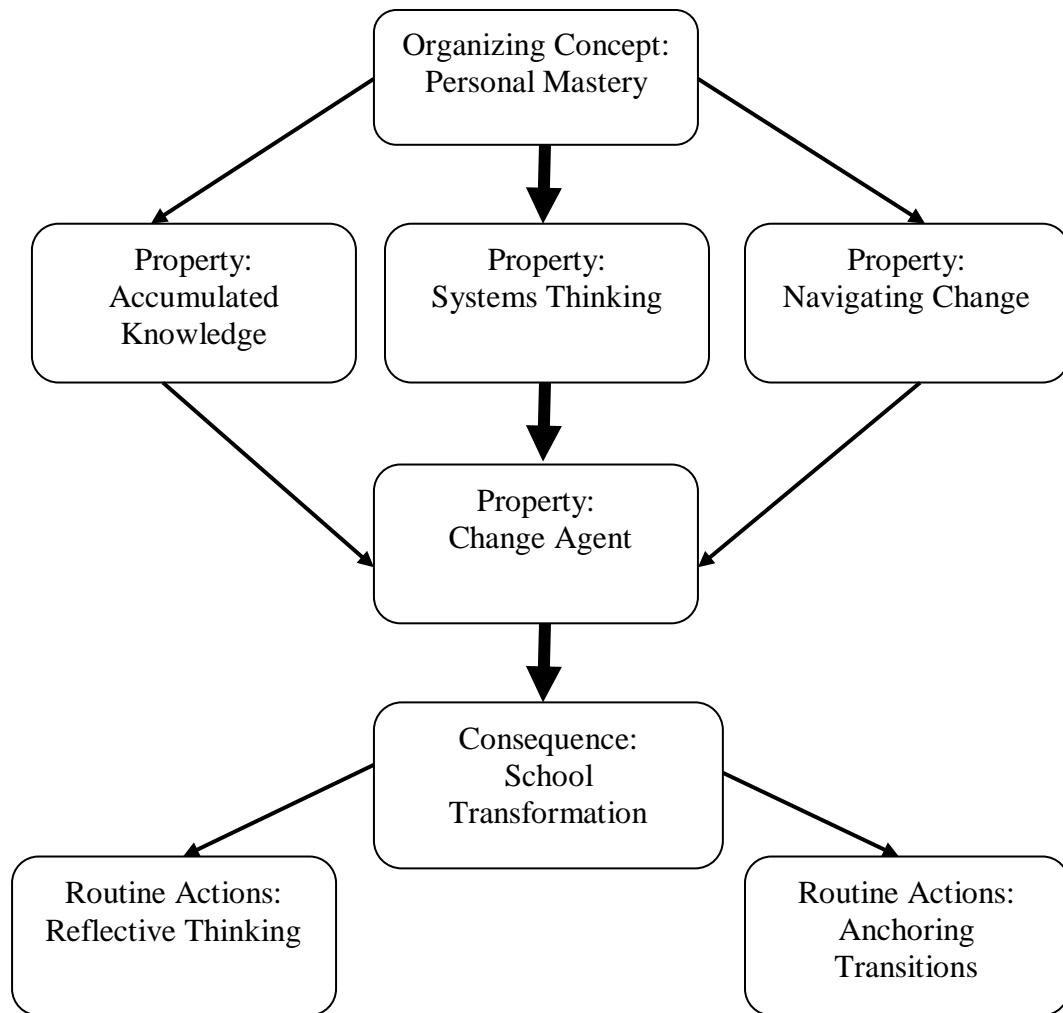 Organizing Concept:
Personal Mastery
Property:
Accumulated
Knowledge
Property:
Systems Thinking
Property:
Navigating Change
Property:
Change Agent
Consequence:
School
Transformation
Routine Actions:
Reflective Thinking
Routine Actions:
Anchoring
Transitions